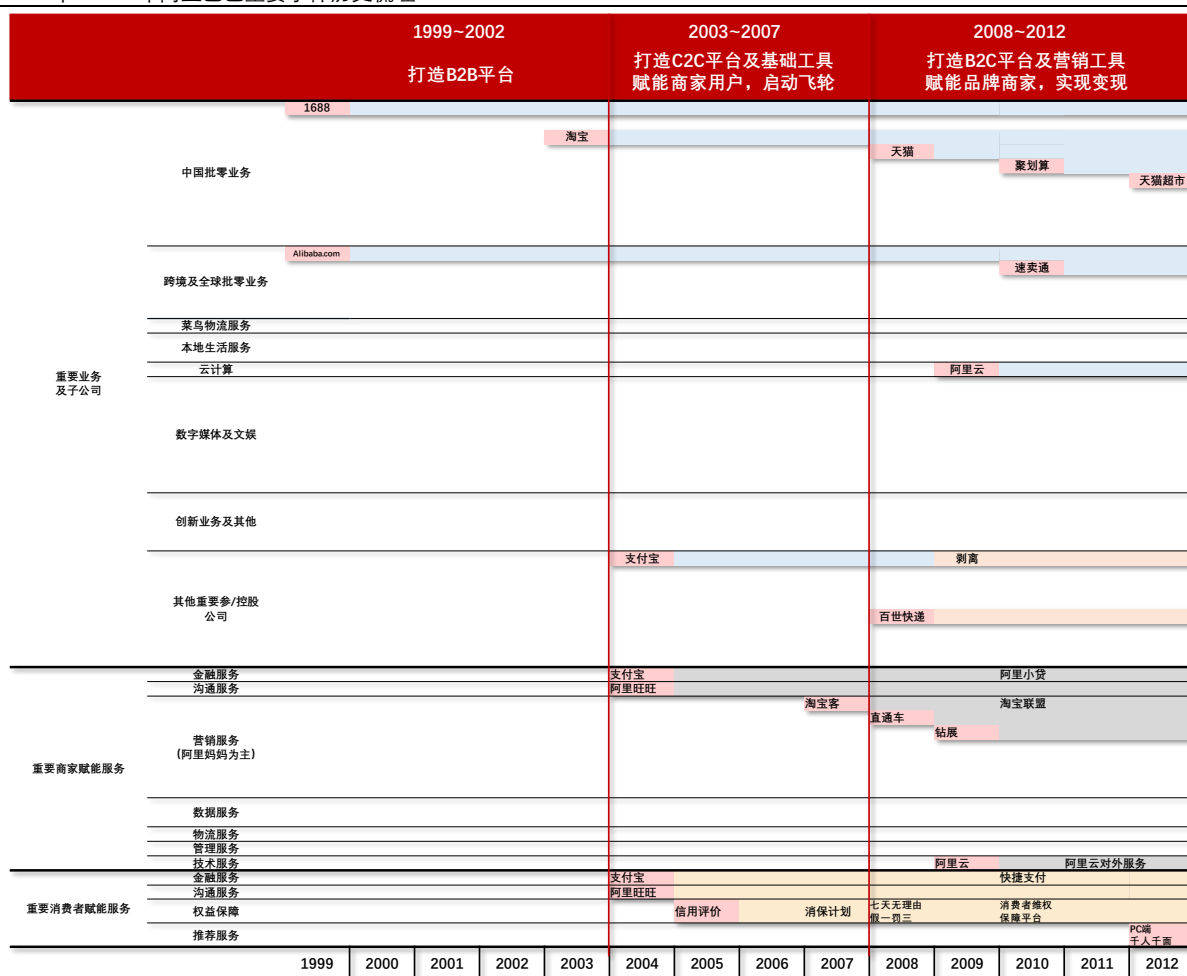 1999~2002
2003~2007
2008~2012
打造B2B平台
打造C2C平台及基础工具
赋能商家用户，启动飞轮
打造B2C平台及营销工具
赋能品牌商家，实现变现
重要业务
及子公司
中国批零业务
1688
淘宝
天猫
聚划算
天猫超市
跨境及全球批零业务
Alibaba.com
速卖通
菜鸟物流服务
本地生活服务
云计算
阿里云
数字媒体及文娱
创新业务及其他
其他重要参/控股
公司
支付宝
剥离
百世快递
重要商家赋能服务
金融服务
支付宝
阿里小贷
沟通服务
阿里旺旺
营销服务
(阿里妈妈为主)
淘宝客
淘宝联盟
直通车
钻展
数据服务
物流服务
管理服务
技术服务
阿里云
阿里云对外服务
重要消费者赋能服务
金融服务
支付宝
快捷支付
沟通服务
阿里旺旺
权益保障
信用评价
消保计划
七天无理由
假一罚三
消费者维权
保障平台
推荐服务
PC端
千人千面
1999 2000 2001 2002 2003 2004 2005 2006 2007 2008 2009 2010 2011 2012